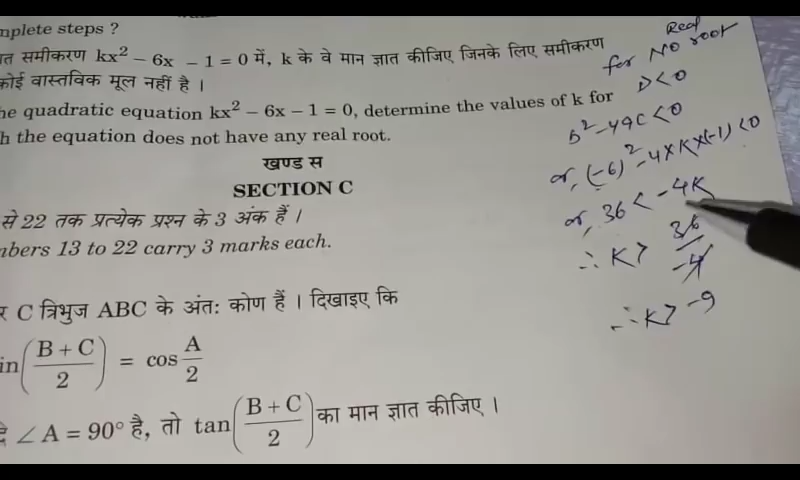 mplete steps ?
त समीकरण kx² – 6x – 1 = 0 में, k के वे मान ज्ञात कीजिए जिनके लिए समीकरण
कोई वास्तविक मूल नहीं है ।
he quadratic equation kx² – 6x – 1 = 0, determine the values of k for
h the equation does not have any real root.
खण्ड स
SECTION C
से 22 तक प्रत्येक प्रश्न के 3 अंक हैं ।
mbers 13 to 22 carry 3 marks each.
र C त्रिभुज ABC के अंत: कोण हैं । दिखाइए कि
in(B + C / 2) = cos A/2
दे ∠ A = 90° है, तो tan(B + C / 2) का मान ज्ञात कीजिए ।
Real
for No root
D < 0
b² – 4ac < 0
or, (-6)² – 4 × K × (-1) < 0
or, 36 < -4K
∴ K > 36/-4
∴ K > -9